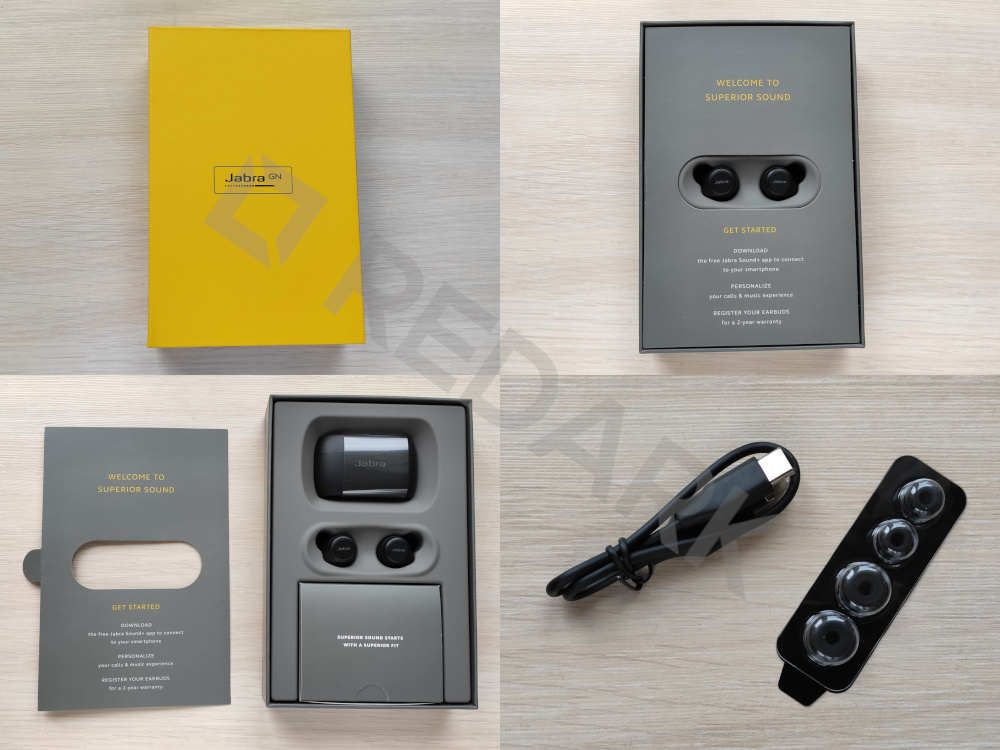 Jabra GN
WELCOME TO
SUPERIOR SOUND
Jabra
Jabra
GET STARTED
DOWNLOAD
the free Jabra Sound+ app to connect
to your smartphone
PERSONALIZE
your calls & music experience
REGISTER YOUR EARBUDS
for a 2-year warranty
WELCOME TO
SUPERIOR SOUND
GET STARTED
DOWNLOAD
the free Jabra Sound+ app to connect
to your smartphone
PERSONALIZE
your calls & music experience
REGISTER YOUR EARBUDS
for a 2-year warranty
Jabra
Jabra
Jabra
SUPERIOR SOUND STARTS
WITH A SUPERIOR FIT
REDARK